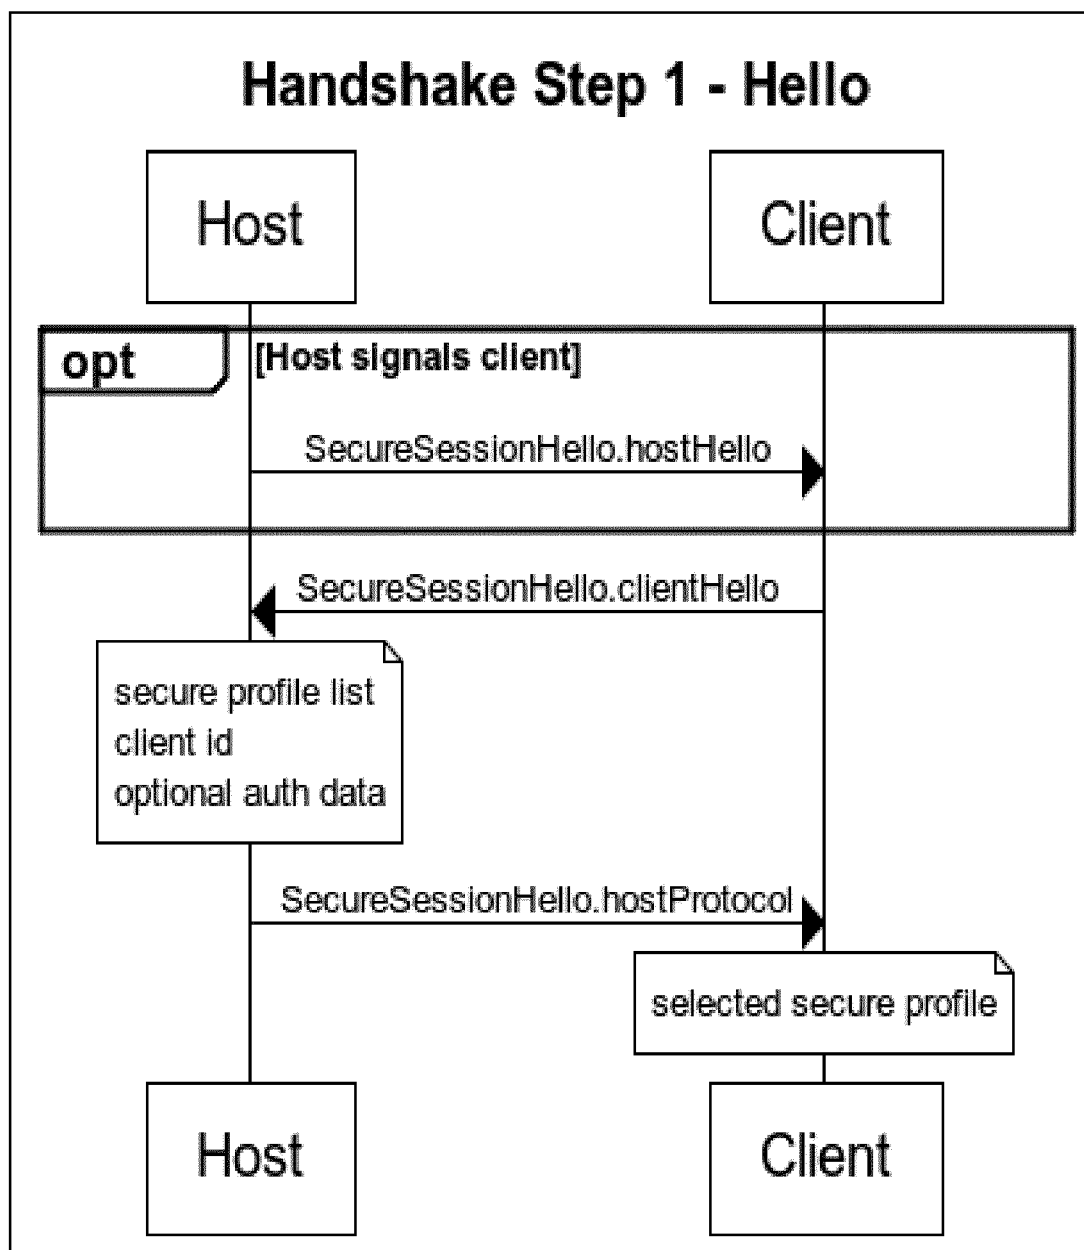 Handshake Step 1 - Hello
Host
Client
opt
[Host signals client]
SecureSessionHello.hostHello
SecureSessionHello.clientHello
secure profile list
client id
optional auth data
SecureSessionHello.hostProtocol
selected secure profile
Host
Client